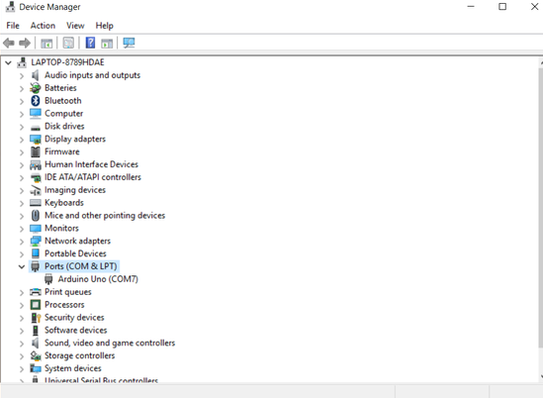 Device Manager
File Action View Help
LAPTOP-8789HDAE
Audio inputs and outputs
Batteries
Bluetooth
Computer
Disk drives
Display adapters
Firmware
Human Interface Devices
IDE ATA/ATAPI controllers
Imaging devices
Keyboards
Mice and other pointing devices
Monitors
Network adapters
Portable Devices
Ports (COM & LPT)
Arduino Uno (COM7)
Print queues
Processors
Security devices
Software devices
Sound, video and game controllers
Storage controllers
System devices
Universal Serial Bus controllers